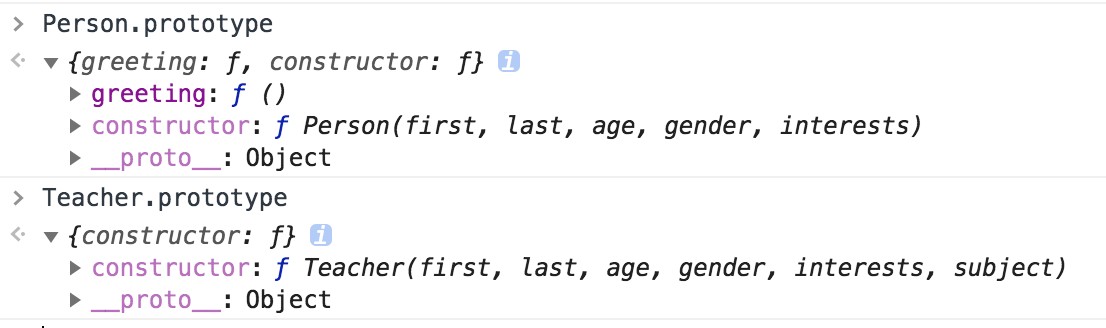 > Person.prototype
<· ▼ {greeting: ƒ, constructor: ƒ} i
▶ greeting: ƒ ()
▶ constructor: ƒ Person(first, last, age, gender, interests)
▶ __proto__: Object
> Teacher.prototype
<· ▼ {constructor: ƒ} i
▶ constructor: ƒ Teacher(first, last, age, gender, interests, subject)
▶ __proto__: Object